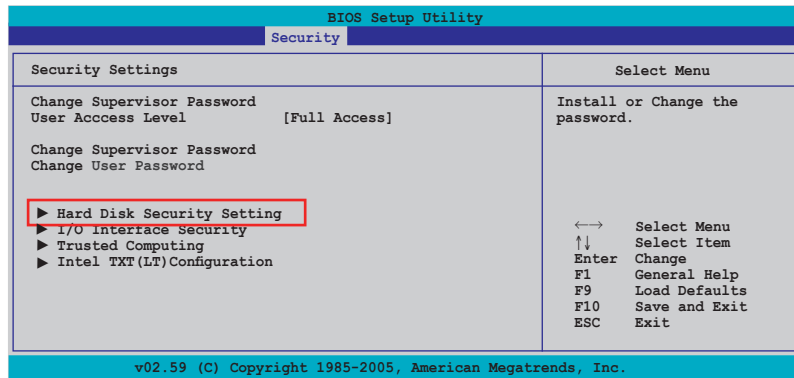 BIOS Setup Utility
Security
Security Settings
Change Supervisor Password
User Acccess Level [Full Access]
Change Supervisor Password
Change User Password
▶ Hard Disk Security Setting
▶ I/O Interface Security
▶ Trusted Computing
▶ Intel TXT(LT)Configuration
Select Menu
Install or Change the
password.
←→ Select Menu
↑↓ Select Item
Enter Change
F1 General Help
F9 Load Defaults
F10 Save and Exit
ESC Exit
v02.59 (C) Copyright 1985-2005, American Megatrends, Inc.